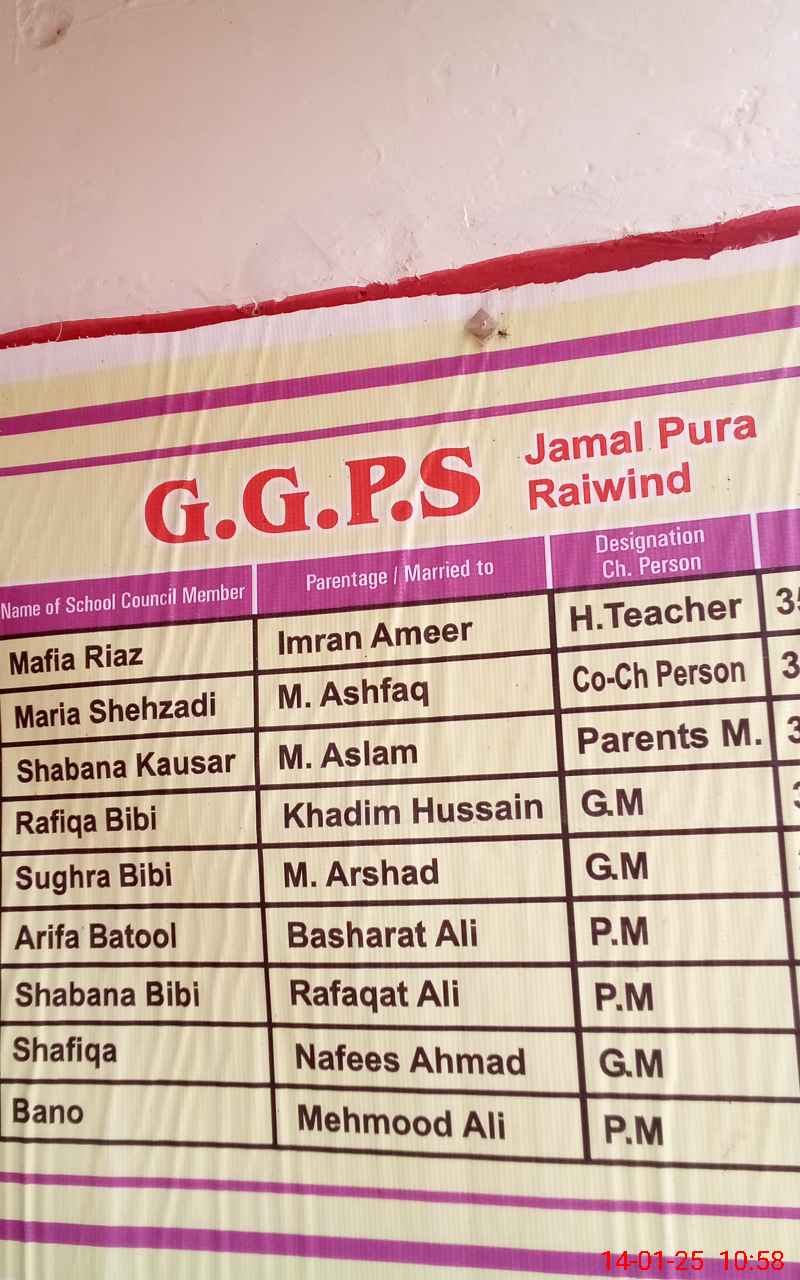 G.G.P.S Jamal Pura
Raiwind
Name of School Council Member Parentage / Married to Designation
Ch. Person
Mafia Riaz Imran Ameer H.Teacher
Maria Shehzadi M. Ashfaq Co-Ch Person
Shabana Kausar M. Aslam Parents M.
Rafiqa Bibi Khadim Hussain G.M
Sughra Bibi M. Arshad G.M
Arifa Batool Basharat Ali P.M
Shabana Bibi Rafaqat Ali P.M
Shafiqa Nafees Ahmad G.M
Bano Mehmood Ali P.M
14-01-25 10:58